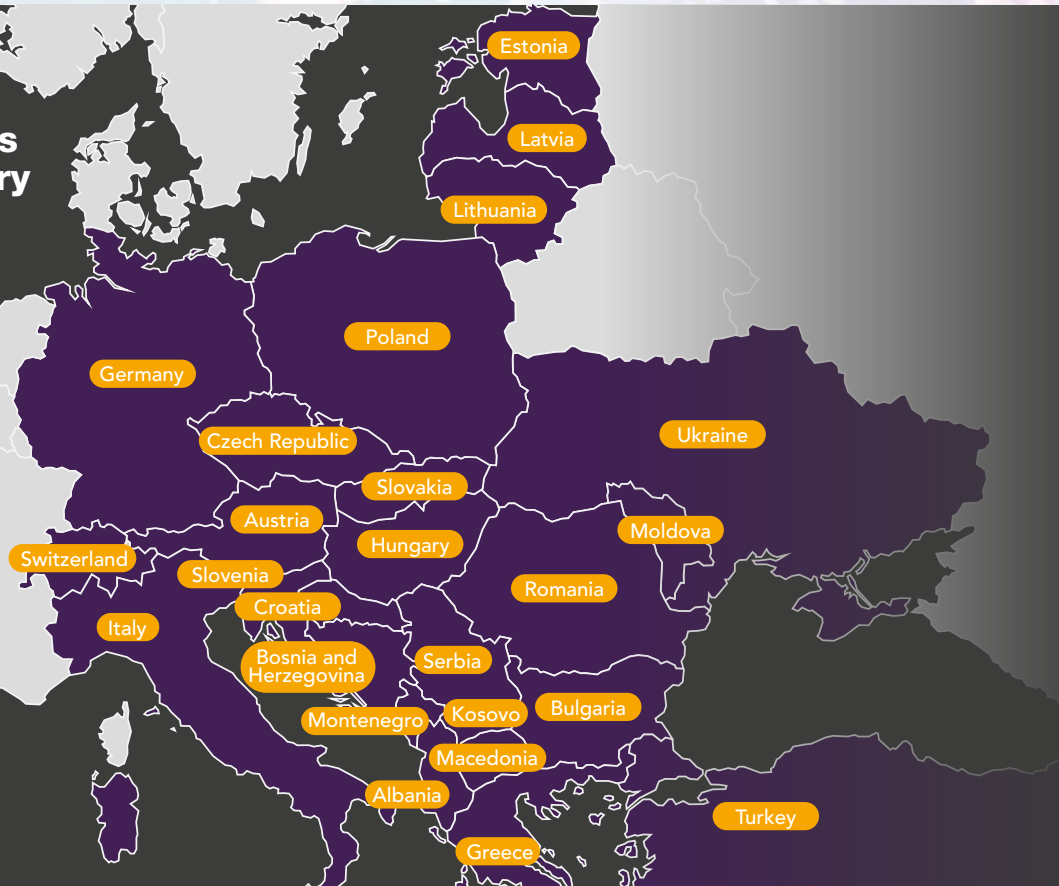 Estonia
s
Latvia
ry
Lithuania
Poland
Germany
Ukraine
Czech Republic
Slovakia
Austria
Moldova
Hungary
Switzerland
Slovenia
Romania
Croatia
Italy
Bosnia and
Herzegovina
Serbia
Bulgaria
Kosovo
Montenegro
Macedonia
Albania
Turkey
Greece